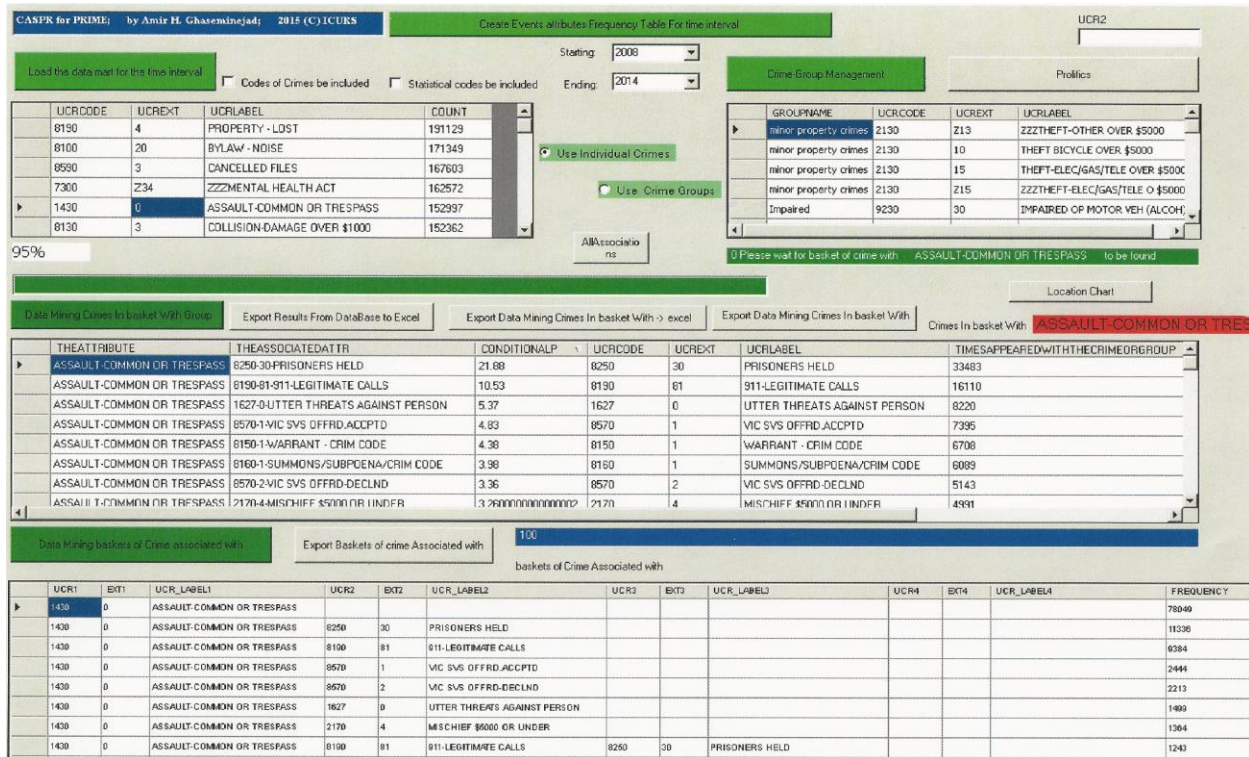 CASPR for PRIME; by Amir H. Ghaseminejad; 2015 (C) ICURS
Create Events attributes Frequency Table For time interval
UCR2
Load the data mart for the time interval
Codes of Crimes be included
Statistical codes be included
Starting: 2008
Ending: 2014
Crime-Group Management
Prolifics
UCRCODE UCREXT UCRLABEL COUNT
8190 4 PROPERTY - LOST 191129
8100 20 BYLAW - NOISE 171349
8590 3 CANCELLED FILES 167603
7300 Z34 ZZZMENTAL HEALTH ACT 162572
1430 0 ASSAULT-COMMON OR TRESPASS 152997
8130 3 COLLISION-DAMAGE OVER $1000 152362
Use Individual Crimes
Use Crime Groups
GROUPNAME UCRCODE UCREXT UCRLABEL
minor property crimes 2130 Z13 ZZZTHEFT-OTHER OVER $5000
minor property crimes 2130 10 THEFT BICYCLE OVER $5000
minor property crimes 2130 15 THEFT-ELEC/GAS/TELE OVER $5000
minor property crimes 2130 Z15 ZZZTHEFT-ELEC/GAS/TELE O $5000
Impaired 9230 30 IMPAIRED OP MOTOR VEH (ALCOH)
95%
AllAssociatio
ns
0 Please wait for basket of crime with ASSAULT-COMMON OR TRESPASS to be found
Location Chart
Data Mining Crimes In basket With Group
Export Results From DataBase to Excel
Export Data Mining Crimes In basket With -> excel
Export Data Mining Crimes In basket With
Crimes In basket With ASSAULT-COMMON OR TRES
THEATTRIBUTE THEASSOCIATEDATTR CONDITIONALP UCRCODE UCREXT UCRLABEL TIMESAPPEAREDWITHTHECRIMEORGROUP
ASSAULT-COMMON OR TRESPASS 8250-30-PRISONERS HELD 21.88 8250 30 PRISONERS HELD 33483
ASSAULT-COMMON OR TRESPASS 8190-81-911-LEGITIMATE CALLS 10.53 8190 81 911-LEGITIMATE CALLS 16110
ASSAULT-COMMON OR TRESPASS 1627-0-UTTER THREATS AGAINST PERSON 5.37 1627 0 UTTER THREATS AGAINST PERSON 8220
ASSAULT-COMMON OR TRESPASS 8570-1-VIC SVS OFFRD.ACCPTD 4.83 8570 1 VIC SVS OFFRD.ACCPTD 7395
ASSAULT-COMMON OR TRESPASS 8150-1-WARRANT - CRIM CODE 4.38 8150 1 WARRANT - CRIM CODE 6708
ASSAULT-COMMON OR TRESPASS 8160-1-SUMMONS/SUBPOENA/CRIM CODE 3.98 8160 1 SUMMONS/SUBPOENA/CRIM CODE 6089
ASSAULT-COMMON OR TRESPASS 8570-2-VIC SVS OFFRD-DECLND 3.36 8570 2 VIC SVS OFFRD-DECLND 5143
ASSAULT-COMMON OR TRESPASS 2170-4-MISCHIEF $5000 OR UNDER 3.2600000000000002 2170 4 MISCHIEF $5000 OR UNDER 4991
Data Mining baskers of Crime associated with
Export Baskets of crime Associated with
100
baskets of Crime Associated with
UCR1 EXT1 UCR_LABEL1 UCR2 EXT2 UCR_LABEL2 UCR3 EXT3 UCR_LABEL3 UCR4 EXT4 UCR_LABEL4 FREQUENCY
1430 0 ASSAULT-COMMON OR TRESPASS 78049
1430 0 ASSAULT-COMMON OR TRESPASS 8250 30 PRISONERS HELD 11336
1430 0 ASSAULT-COMMON OR TRESPASS 8190 81 911-LEGITIMATE CALLS 9384
1430 0 ASSAULT-COMMON OR TRESPASS 8570 1 VIC SVS OFFRD.ACCPTD 2444
1430 0 ASSAULT-COMMON OR TRESPASS 8570 2 VIC SVS OFFRD-DECLND 2213
1430 0 ASSAULT-COMMON OR TRESPASS 1627 0 UTTER THREATS AGAINST PERSON 1499
1430 0 ASSAULT-COMMON OR TRESPASS 2170 4 MISCHIEF $5000 OR UNDER 1364
1430 0 ASSAULT-COMMON OR TRESPASS 8190 81 911-LEGITIMATE CALLS 8250 30 PRISONERS HELD 1243